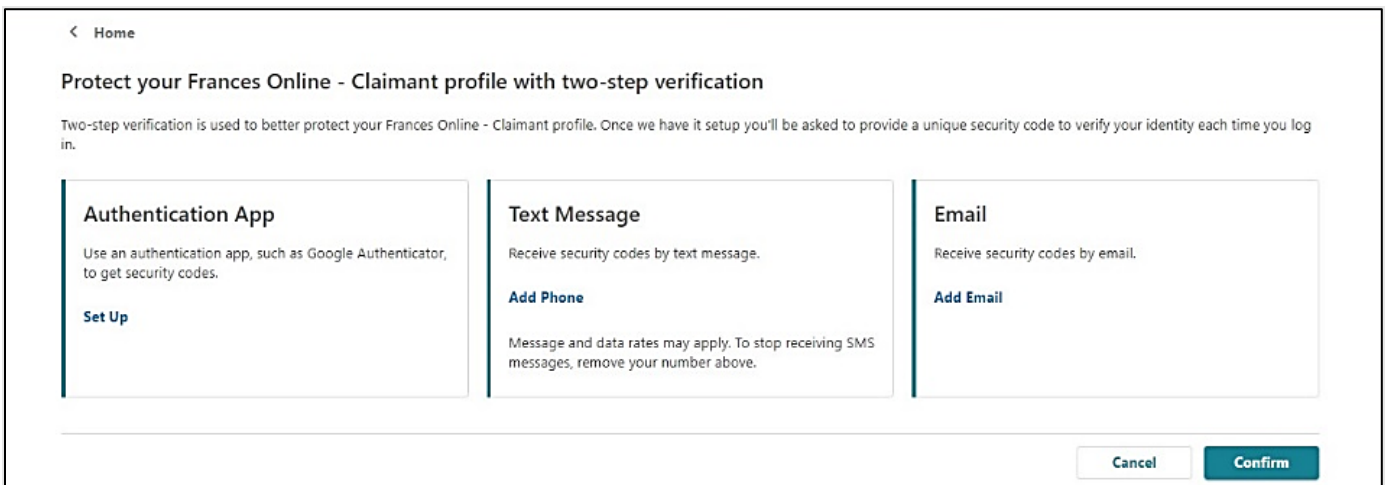 Home
Protect your Frances Online - Claimant profile with two-step verification
Two-step verification is used to better protect your Frances Online - Claimant profile. Once we have it setup you'll be asked to provide a unique security code to verify your identity each time you log
in.
Authentication App
Use an authentication app, such as Google Authenticator,
to get security codes.
Set Up
Text Message
Receive security codes by text message.
Add Phone
Message and data rates may apply. To stop receiving SMS
messages, remove your number above.
Email
Receive security codes by email.
Add Email
Cancel
Confirm